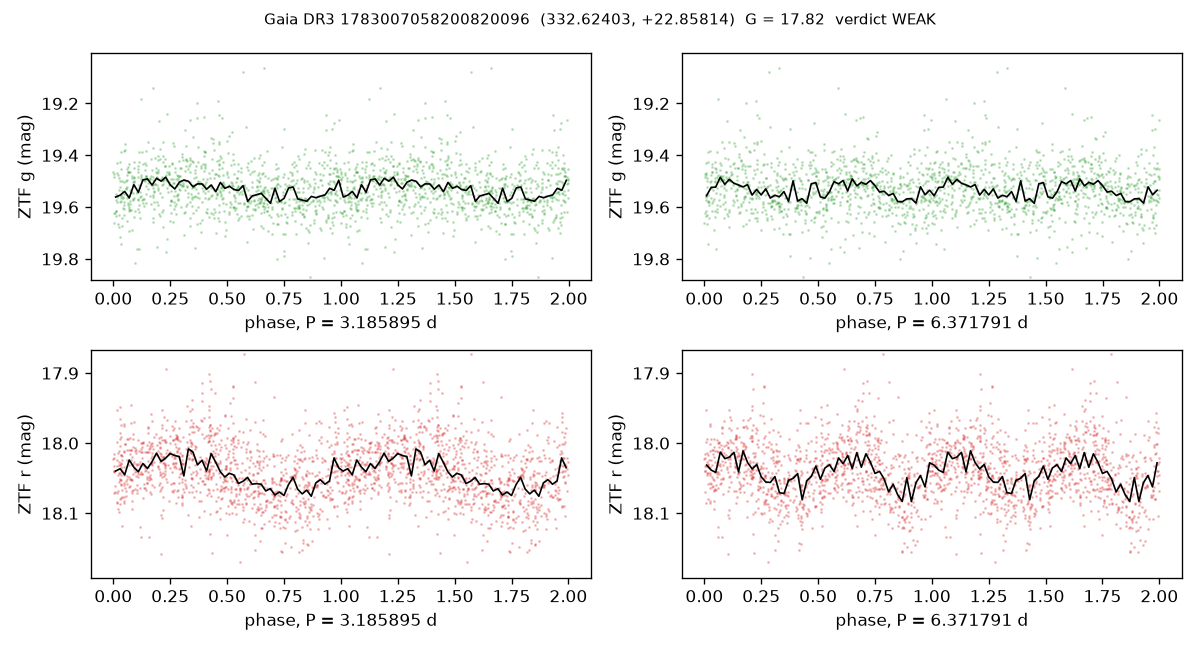 Gaia DR3 1783007058200820096 (332.62403, +22.85814) G = 17.82 verdict WEAK
ZTF g (mag)
19.2
19.4
19.6
19.8
0.00 0.25 0.50 0.75 1.00 1.25 1.50 1.75 2.00
phase, P = 3.185895 d
ZTF g (mag)
19.2
19.4
19.6
19.8
0.00 0.25 0.50 0.75 1.00 1.25 1.50 1.75 2.00
phase, P = 6.371791 d
ZTF r (mag)
17.9
18.0
18.1
0.00 0.25 0.50 0.75 1.00 1.25 1.50 1.75 2.00
phase, P = 3.185895 d
ZTF r (mag)
17.9
18.0
18.1
0.00 0.25 0.50 0.75 1.00 1.25 1.50 1.75 2.00
phase, P = 6.371791 d